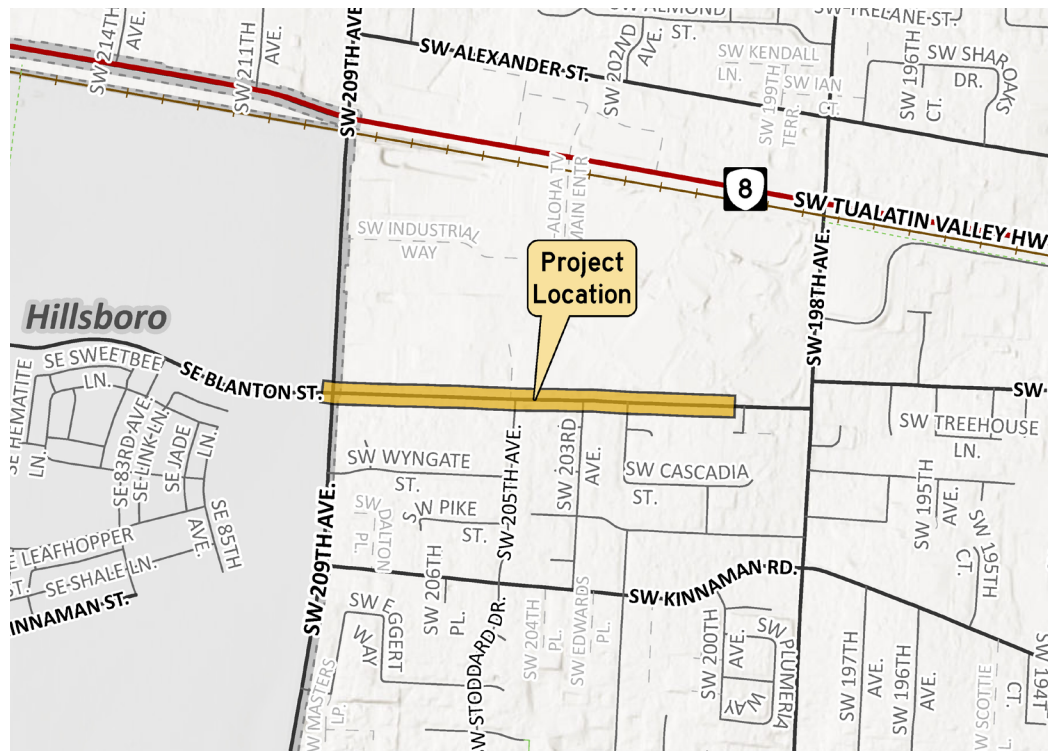 SW 214TH
AVE.
SW 211TH
AVE.
SW 209TH AVE.
SW ALEXANDER ST.
SW 202ND
AVE.
SW ALMOND
ST.
SW KENDALL
LN.
SW IAN
CT.
SW 199TH
TERR.
SW IRELANE ST.
SW 196TH
CT.
SW SHAR OAKS
DR.
8
SW TUALATIN VALLEY HW
ALOHA TV
MAIN ENTR
SW INDUSTRIAL
WAY
Project
Location
SW 198TH AVE.
Hillsboro
SE BLANTON ST.
SW
SE SWEETBEE
LN.
SE HEMATITE
LN.
SE 83RD AVE.
SE LINK LN.
SE JADE
LN.
SE 85TH
AVE.
E LEAFHOPPER
ST.
SE SHALE LN.
INNAMAN ST.
SW 209TH AVE.
SW WYNGATE
ST.
SW DALTON
PL.
SW PIKE
ST.
SW 205TH AVE.
SW 203RD
AVE.
SW CASCADIA
ST.
SW TREEHOUSE
LN.
SW 195TH
AVE.
SW 195TH
CT.
SW KINNAMAN RD.
SW 206TH
PL.
SW EGGERT
WAY
SW STODDARD DR.
SW 204TH
PL.
SW EDWARDS
PL.
SW 200TH
AVE.
SW PLUMERIA
WAY
SW 197TH
AVE.
SW 196TH
AVE.
SW SCOTTIE
L.
SW 194T
CT.
W MASTERS
LP.